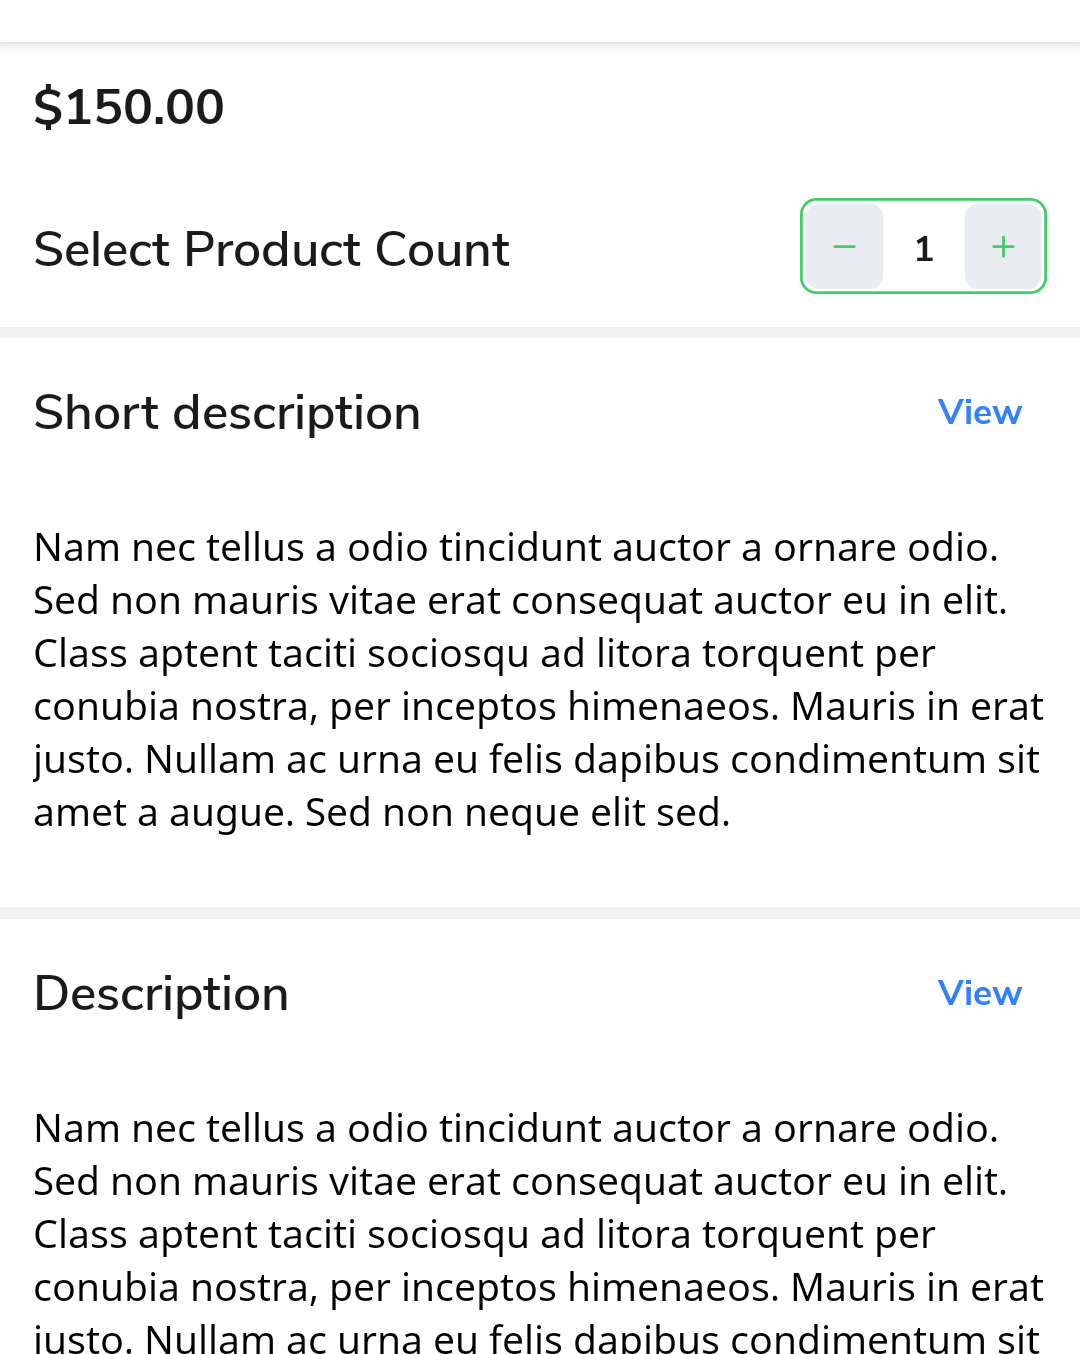 $150.00
Select Product Count
− 1 +
Short description
View
Nam nec tellus a odio tincidunt auctor a ornare odio.
Sed non mauris vitae erat consequat auctor eu in elit.
Class aptent taciti sociosqu ad litora torquent per
conubia nostra, per inceptos himenaeos. Mauris in erat
justo. Nullam ac urna eu felis dapibus condimentum sit
amet a augue. Sed non neque elit sed.
Description
View
Nam nec tellus a odio tincidunt auctor a ornare odio.
Sed non mauris vitae erat consequat auctor eu in elit.
Class aptent taciti sociosqu ad litora torquent per
conubia nostra, per inceptos himenaeos. Mauris in erat
justo. Nullam ac urna eu felis dapibus condimentum sit